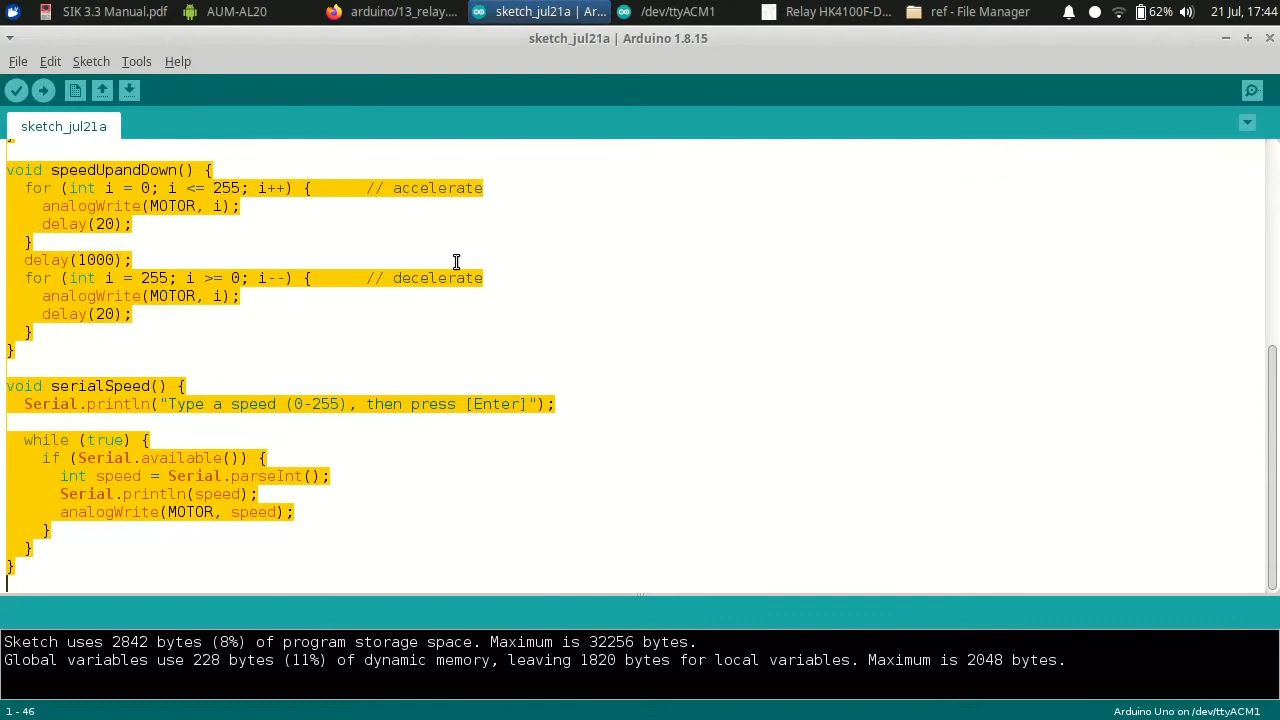 SIK 3.3 Manual.pdf
AUM-AL20
arduino/13_relay....
sketch_jul21a | Ar...
/dev/ttyACM1
Relay HK4100F-D...
ref - File Manager
62%
21 Jul, 17:44
sketch_jul21a | Arduino 1.8.15
File Edit Sketch Tools Help
sketch_jul21a
}
void speedUpandDown() {
  for (int i = 0; i <= 255; i++) {      // accelerate
    analogWrite(MOTOR, i);
    delay(20);
  }
  delay(1000);
  for (int i = 255; i >= 0; i--) {      // decelerate
    analogWrite(MOTOR, i);
    delay(20);
  }
}
void serialSpeed() {
  Serial.println("Type a speed (0-255), then press [Enter]");
  while (true) {
    if (Serial.available()) {
      int speed = Serial.parseInt();
      Serial.println(speed);
      analogWrite(MOTOR, speed);
    }
  }
}
Sketch uses 2842 bytes (8%) of program storage space. Maximum is 32256 bytes.
Global variables use 228 bytes (11%) of dynamic memory, leaving 1820 bytes for local variables. Maximum is 2048 bytes.
1 - 46
Arduino Uno on /dev/ttyACM1